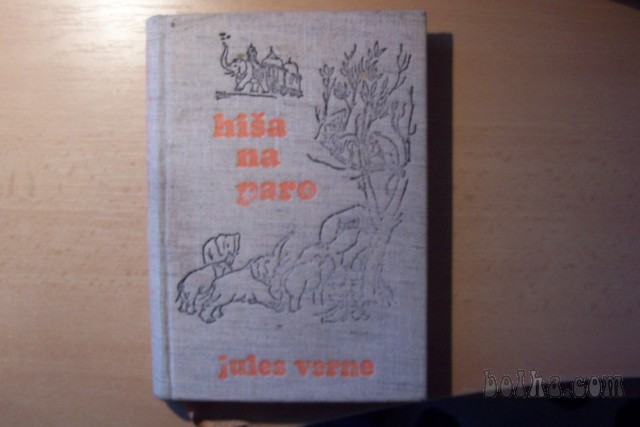 hiša
na
paro
jules verne
bolha.com